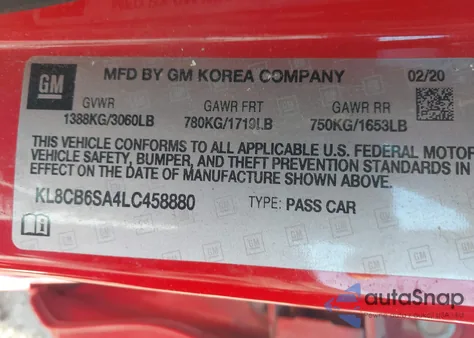 GM
MFD BY GM KOREA COMPANY 02/20
GVWR GAWR FRT GAWR RR
1388KG/3060LB 780KG/1719LB 750KG/1653LB
THIS VEHICLE CONFORMS TO ALL APPLICABLE U.S. FEDERAL MOTOR
VEHICLE SAFETY, BUMPER, AND THEFT PREVENTION STANDARDS IN
EFFECT ON THE DATE OF MANUFACTURE SHOWN ABOVE.
KL8CB6SA4LC458880 TYPE: PASS CAR
autoSnap